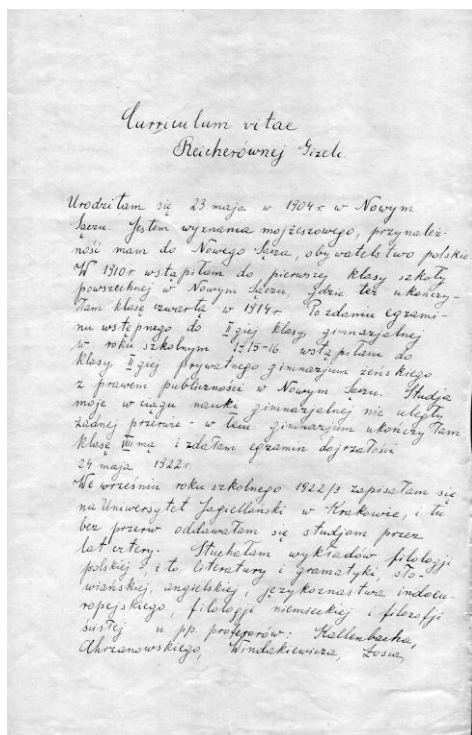 Curriculum vitae
Reicherównej Gizeli
Urodziłam się 23 maja w 1904 r w Nowym
Sączu. Jestem wyznania mojżeszowego, przynależ-
ność mam do Nowego Sącza, obywatelstwo polskie
W 1910 r. wstąpiłam do pierwszej klasy szkoły
powszechnej w Nowym Sączu, gdzie też ukończy-
łam klasę czwartą w 1914 r. Po zdaniu egzami-
nu wstępnego do II giej klasy gimnazjalnej
w roku szkolnym 1915-16 wstąpiłam do
klasy II giej prywatnego gimnazjum żeńskiego
z prawem publiczności w Nowym Sączu. Studja
moje w ciągu nauki gimnazjalnej nie uległy
żadnej przerwie - w tem gimnazjum ukończyłam
klasę VIII mą i zdałam egzamin dojrzałości
24 maja 1922 r.
We wrześniu roku szkolnego 1922/3 zapisałam się
na Uniwersytet Jagielloński w Krakowie, i tu
bez przerw oddawałam się studjom przez
lat cztery. Słuchałam wykładów filologji
polskiej i to literatury i gramatyki, sło-
wiańskiej, angielskiej, językoznastwa indoeu-
ropejskiego, filologji niemieckiej i filozofji
ścisłej u pp. profesorów: Kallenbacha,
Chrzanowskiego, Windakiewicza, Łosia,